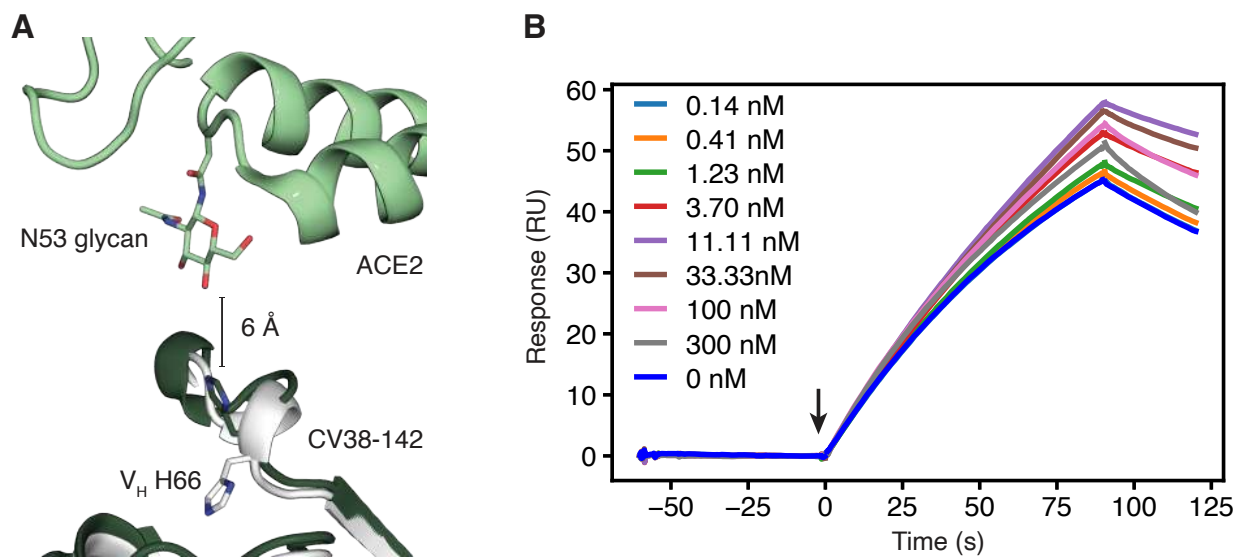 A
N53 glycan
ACE2
6 Å
CV38-142
V_H H66
B
Response (RU)
60
50
40
30
20
10
0
0.14 nM
0.41 nM
1.23 nM
3.70 nM
11.11 nM
33.33nM
100 nM
300 nM
0 nM
−50
−25
0
25
50
75
100
125
Time (s)